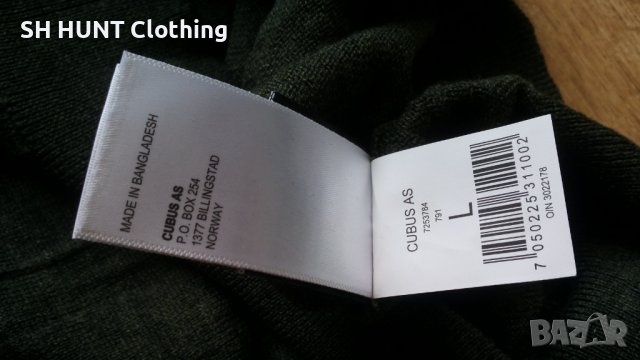 SH HUNT Clothing
MADE IN BANGLADESH
CUBUS AS
P.O. BOX 254
1377 BILLINGSTAD
NORWAY
CUBUS AS
7253784
791
L
7 050225 311002
O/N 3022178
BAZAR